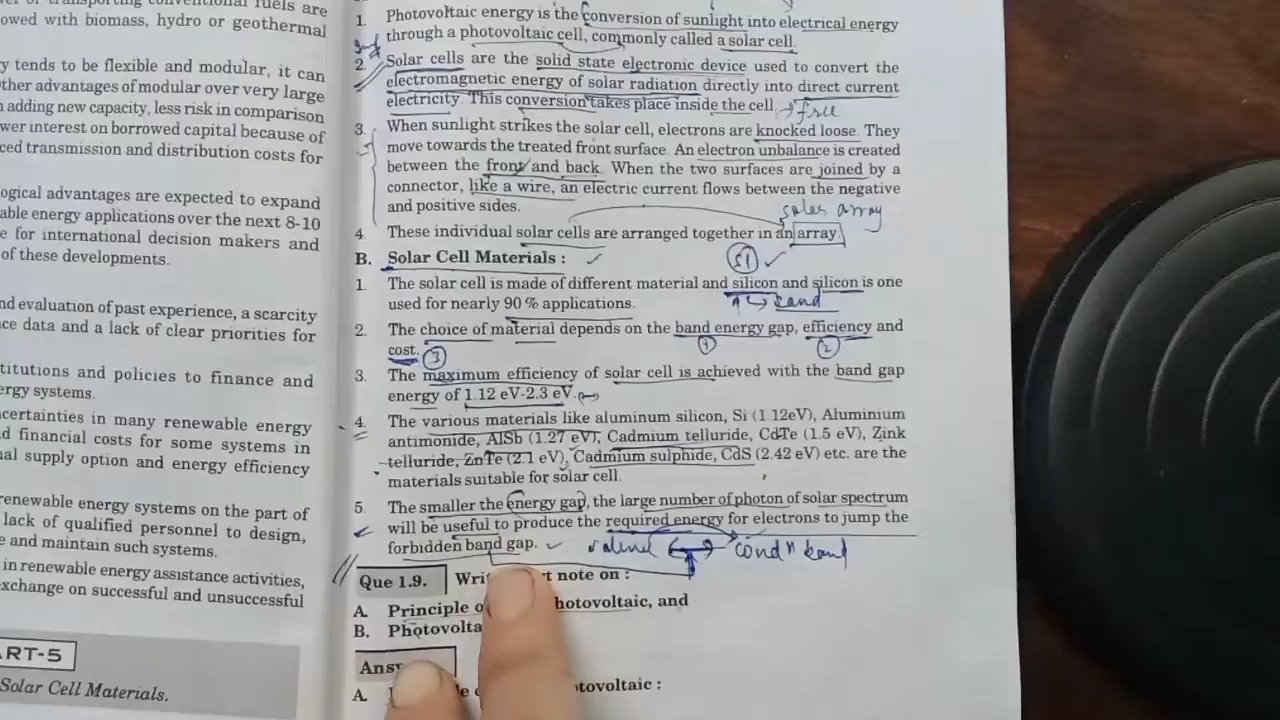 conventional fuels are
owed with biomass, hydro or geothermal
y tends to be flexible and modular, it can
ther advantages of modular over very large
adding new capacity, less risk in comparison
wer interest on borrowed capital because of
ced transmission and distribution costs for
ogical advantages are expected to expand
able energy applications over the next 8-10
e for international decision makers and
of these developments.
nd evaluation of past experience, a scarcity
ce data and a lack of clear priorities for
titutions and policies to finance and
ergy systems.
certainties in many renewable energy
d financial costs for some systems in
nal supply option and energy efficiency
renewable energy systems on the part of
lack of qualified personnel to design,
e and maintain such systems.
in renewable energy assistance activities,
exchange on successful and unsuccessful
ART-5
Solar Cell Materials.
1. Photovoltaic energy is the conversion of sunlight into electrical energy
through a photovoltaic cell, commonly called a solar cell.
2. Solar cells are the solid state electronic device used to convert the
electromagnetic energy of solar radiation directly into direct current
electricity. This conversion takes place inside the cell. → free
3. When sunlight strikes the solar cell, electrons are knocked loose. They
move towards the treated front surface. An electron unbalance is created
between the front and back. When the two surfaces are joined by a
connector, like a wire, an electric current flows between the negative
and positive sides.
solar array
4. These individual solar cells are arranged together in an array.
B. Solar Cell Materials :
Si
1. The solar cell is made of different material and silicon and silicon is one
used for nearly 90 % applications. sand
2. The choice of material depends on the band energy gap, efficiency and
cost. 3 1 2
3. The maximum efficiency of solar cell is achieved with the band gap
energy of 1.12 eV-2.3 eV.
4. The various materials like aluminum silicon, Si (1 12eV), Aluminium
antimonide, AlSb (1.27 eV), Cadmium telluride, CdTe (1.5 eV), Zink
telluride, ZnTe (2.1 eV), Cadmium sulphide, CdS (2.42 eV) etc. are the
materials suitable for solar cell.
5. The smaller the energy gap, the large number of photon of solar spectrum
will be useful to produce the required energy for electrons to jump the
forbidden band gap. condn band
Que 1.9. Wri t note on :
A. Principle o hotovoltaic, and
B. Photovolta
Ans
A. le o otovoltaic :